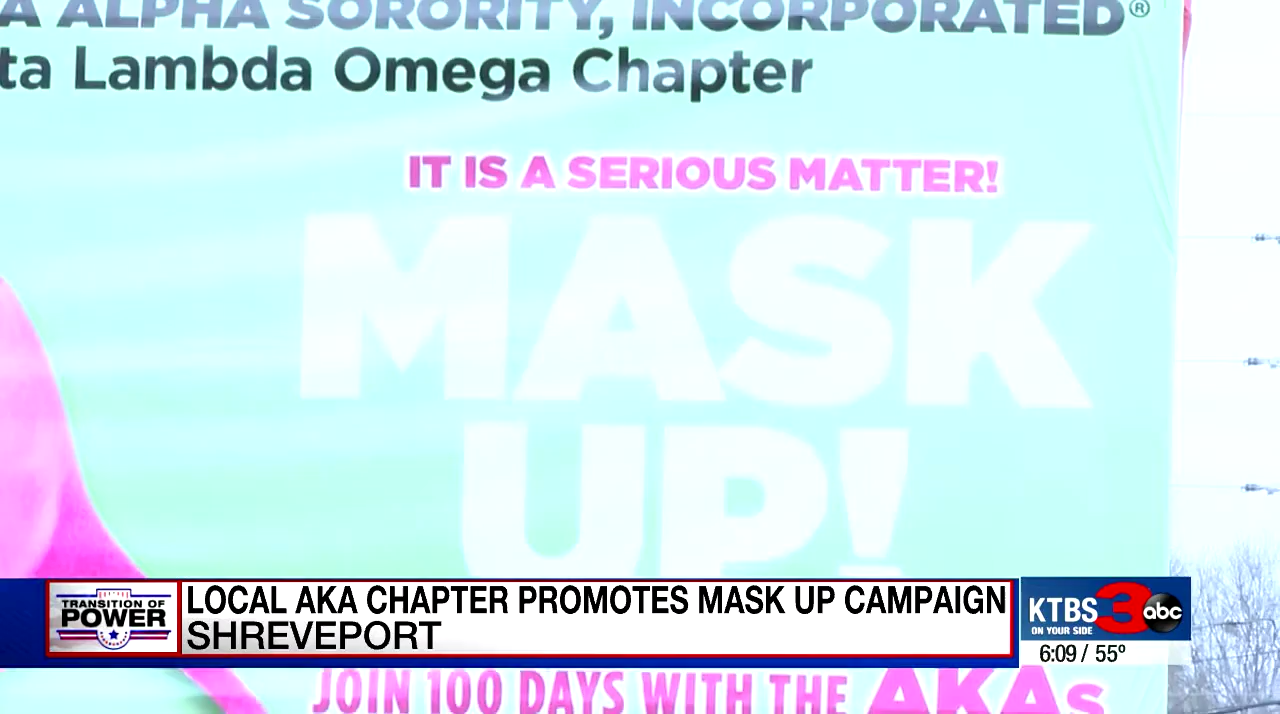 A ALPHA SORORITY, INCORPORATED®
ta Lambda Omega Chapter
IT IS A SERIOUS MATTER!
MASK
UP!
TRANSITION OF
POWER
LOCAL AKA CHAPTER PROMOTES MASK UP CAMPAIGN
SHREVEPORT
KTBS 3 abc
ON YOUR SIDE
6:09 / 55°
JOIN 100 DAYS WITH THE AKAs